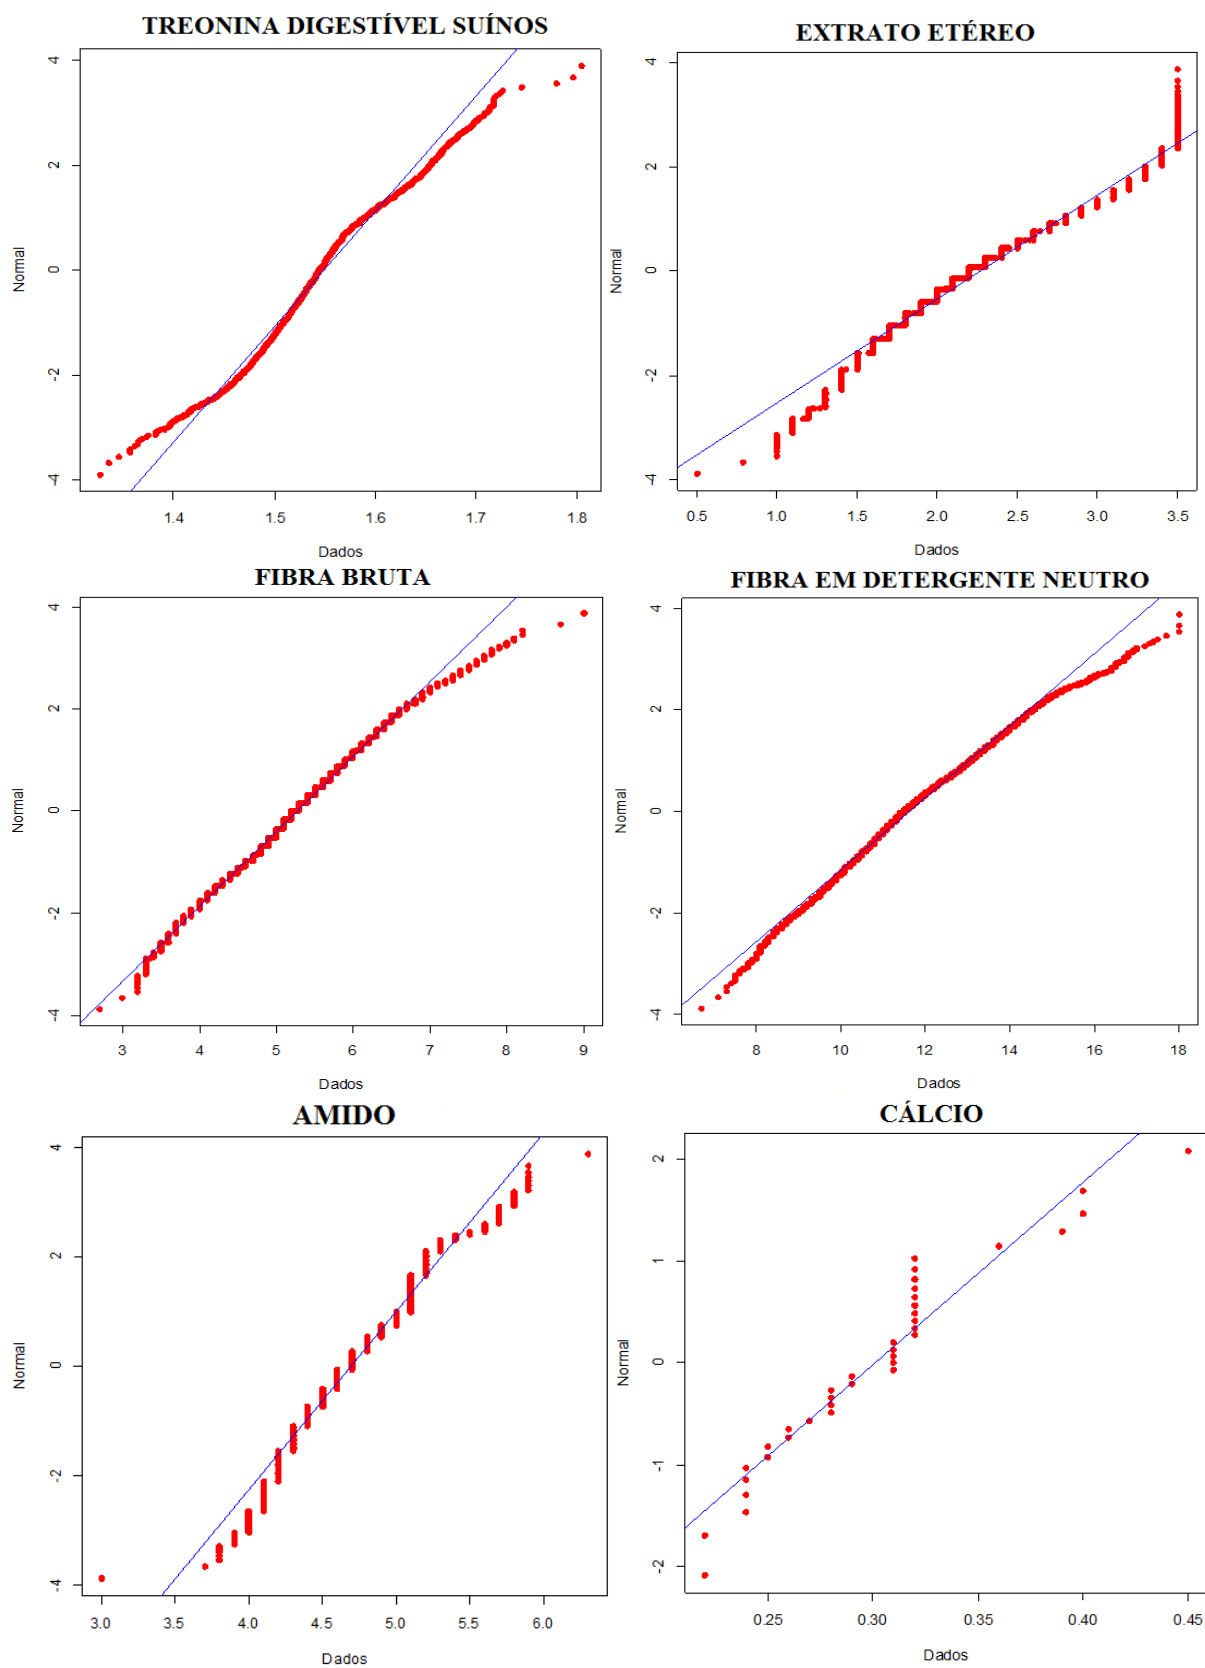 TREONINA DIGESTÍVEL SUÍNOS
4
2
0
-2
-4
Normal
1.4 1.5 1.6 1.7 1.8
Dados
EXTRATO ETÉREO
4
2
0
-2
-4
Normal
0.5 1.0 1.5 2.0 2.5 3.0 3.5
Dados
FIBRA BRUTA
4
2
0
-2
-4
Normal
3 4 5 6 7 8 9
Dados
FIBRA EM DETERGENTE NEUTRO
4
2
0
-2
-4
Normal
8 10 12 14 16 18
Dados
AMIDO
4
2
0
-2
-4
Normal
3.0 3.5 4.0 4.5 5.0 5.5 6.0
Dados
CÁLCIO
2
1
0
-1
-2
Normal
0.25 0.30 0.35 0.40 0.45
Dados